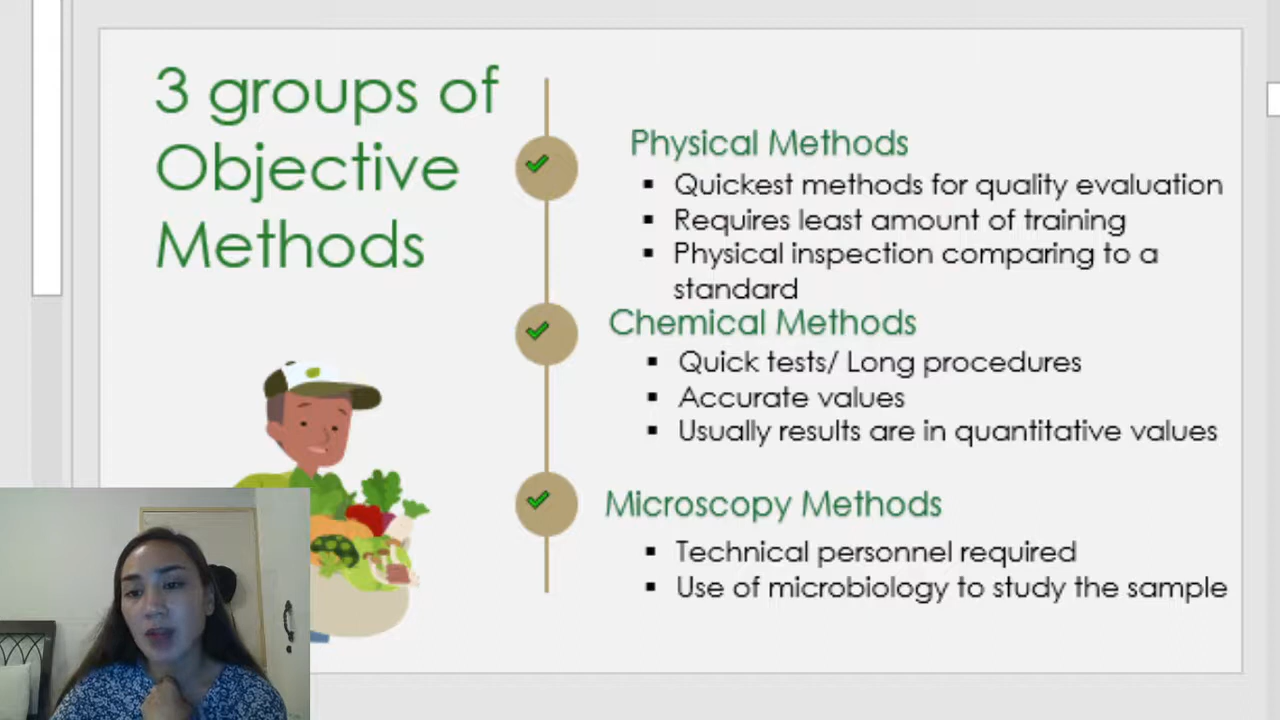 3 groups of
Objective
Methods
Physical Methods
▪ Quickest methods for quality evaluation
▪ Requires least amount of training
▪ Physical inspection comparing to a
standard
Chemical Methods
▪ Quick tests/ Long procedures
▪ Accurate values
▪ Usually results are in quantitative values
Microscopy Methods
▪ Technical personnel required
▪ Use of microbiology to study the sample